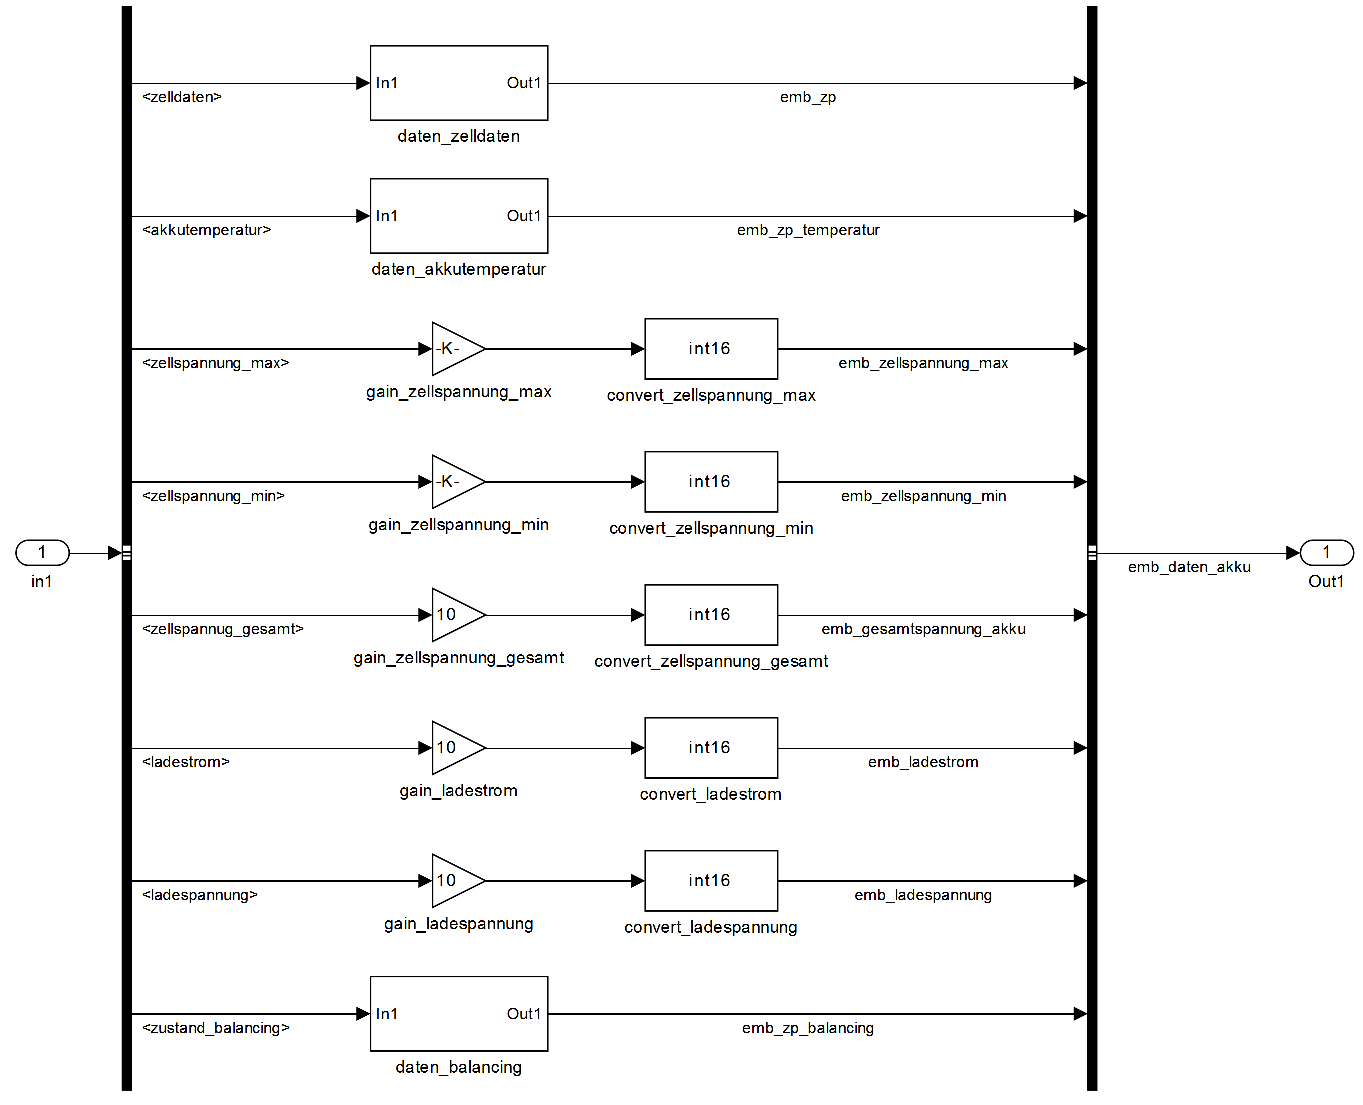 In1 Out1
<zelldaten> emb_zp
daten_zelldaten
In1 Out1
<akkutemperatur> emb_zp_temperatur
daten_akkutemperatur
-K- int16
<zellspannung_max> emb_zellspannung_max
gain_zellspannung_max convert_zellspannung_max
-K- int16
<zellspannung_min> emb_zellspannung_min
gain_zellspannung_min convert_zellspannung_min
1 1
in1 emb_daten_akku Out1
10 int16
<zellspannug_gesamt> emb_gesamtspannung_akku
gain_zellspannung_gesamt convert_zellspannung_gesamt
10 int16
<ladestrom> emb_ladestrom
gain_ladestrom convert_ladestrom
10 int16
<ladespannung> emb_ladespannung
gain_ladespannung convert_ladespannung
In1 Out1
<zustand_balancing> emb_zp_balancing
daten_balancing